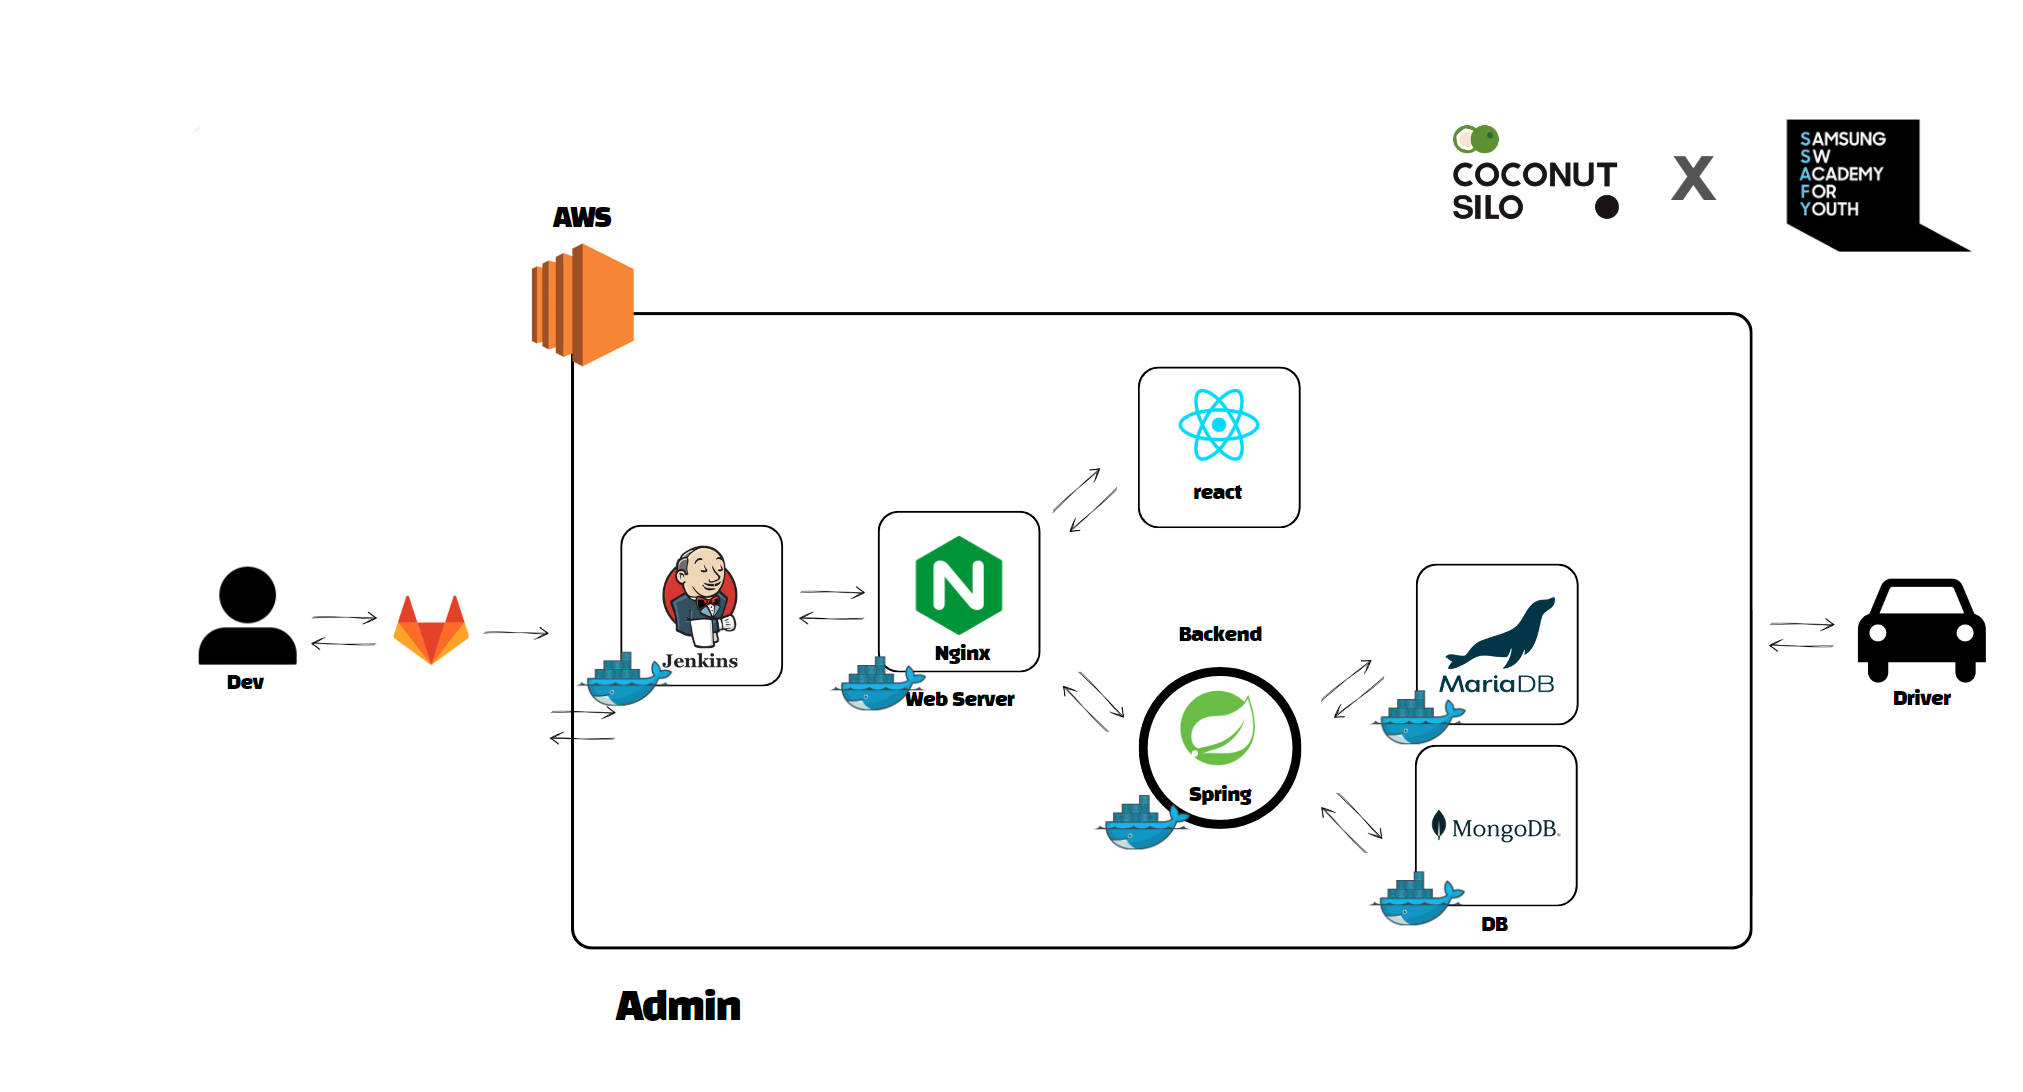 COCONUT
SILO
X
SAMSUNG
SW
ACADEMY
FOR
YOUTH
AWS
react
Jenkins
Nginx
Web Server
Backend
Spring
MariaDB
MongoDB.
DB
Dev
Driver
Admin